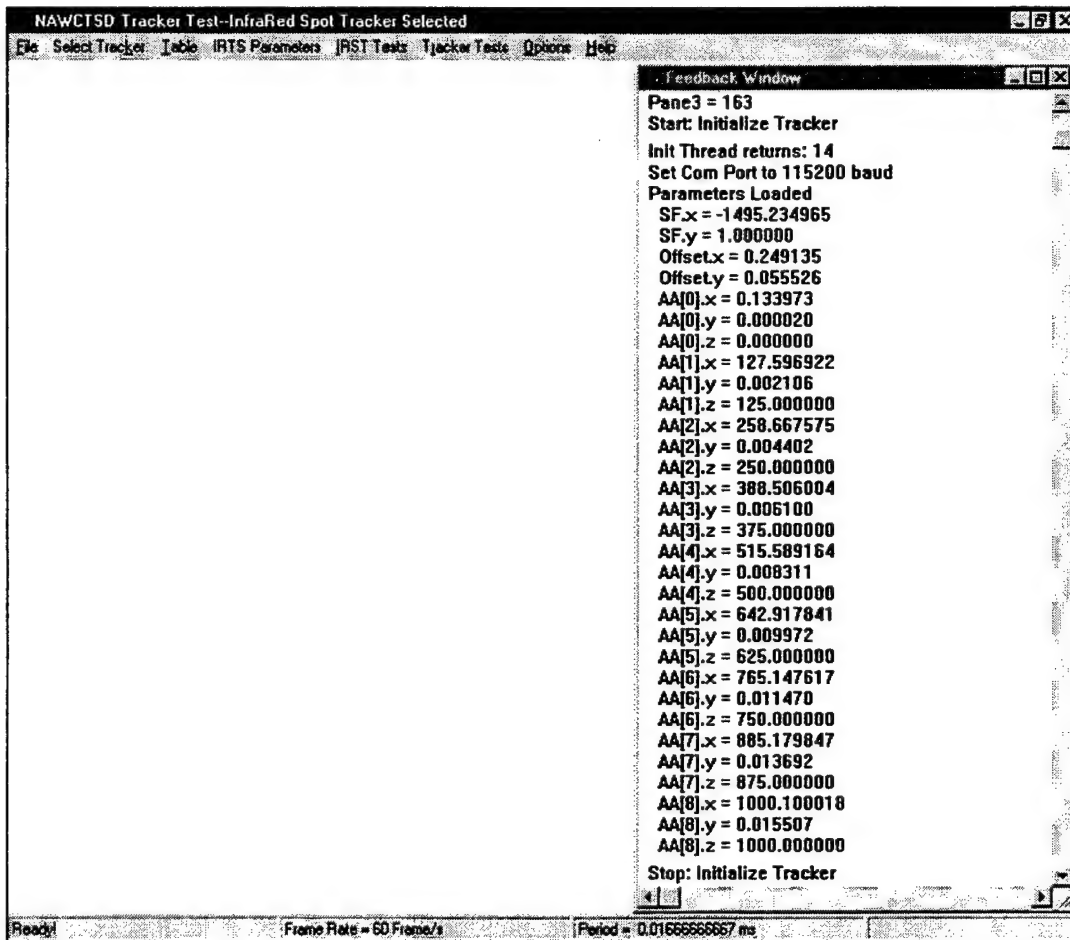 NAWCTSD Tracker Test--InfraRed Spot Tracker Selected
File Select Tracker Table IRTS Parameters IRST Tests Tracker Tests Options Help
Feedback Window
Pane3 = 163
Start: Initialize Tracker
Init Thread returns: 14
Set Com Port to 115200 baud
Parameters Loaded
SF.x = -1495.234965
SF.y = 1.000000
Offset.x = 0.249135
Offset.y = 0.055526
AA[0].x = 0.133973
AA[0].y = 0.000020
AA[0].z = 0.000000
AA[1].x = 127.596922
AA[1].y = 0.002106
AA[1].z = 125.000000
AA[2].x = 258.667575
AA[2].y = 0.004402
AA[2].z = 250.000000
AA[3].x = 388.506004
AA[3].y = 0.006100
AA[3].z = 375.000000
AA[4].x = 515.589164
AA[4].y = 0.008311
AA[4].z = 500.000000
AA[5].x = 642.917841
AA[5].y = 0.009972
AA[5].z = 625.000000
AA[6].x = 765.147617
AA[6].y = 0.011470
AA[6].z = 750.000000
AA[7].x = 885.179847
AA[7].y = 0.013692
AA[7].z = 875.000000
AA[8].x = 1000.100018
AA[8].y = 0.015507
AA[8].z = 1000.000000
Stop: Initialize Tracker
Ready! Frame Rate = 60 Frame/s Period = 0.01666666667 ms